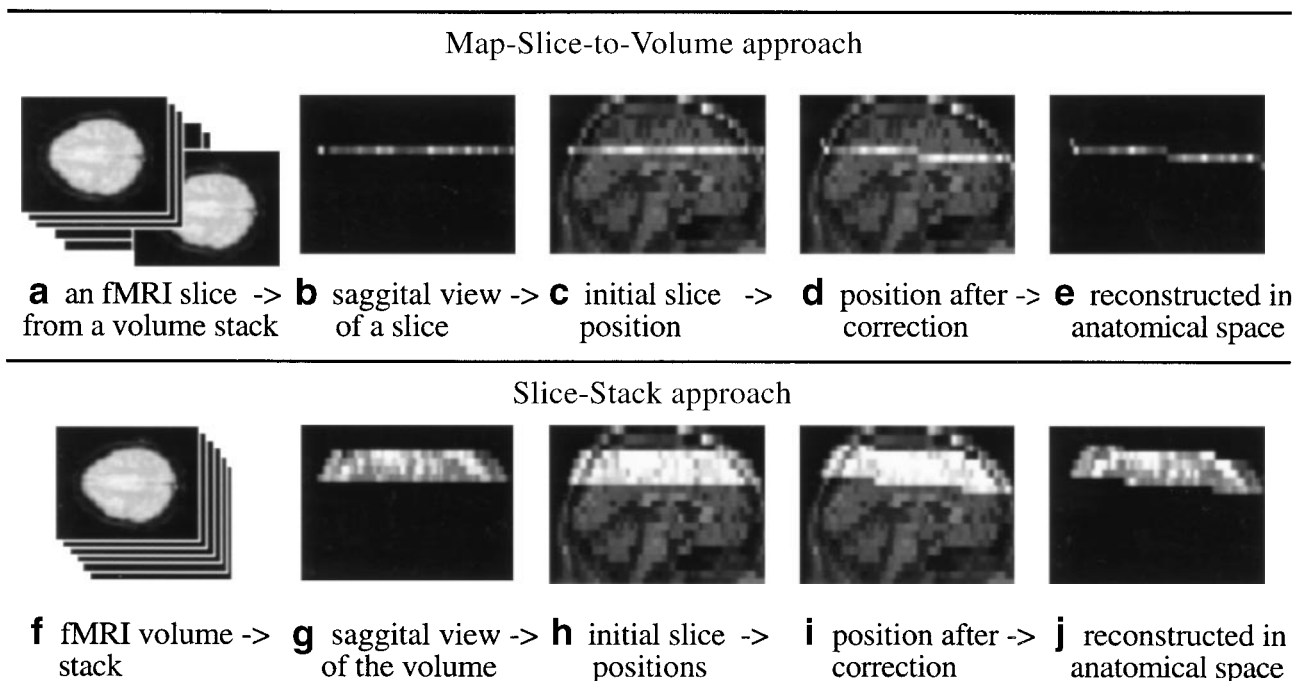 Map-Slice-to-Volume approach
a an fMRI slice -> b saggital view -> c initial slice -> d position after -> e reconstructed in
from a volume stack of a slice position correction anatomical space
Slice-Stack approach
f fMRI volume -> g saggital view -> h initial slice -> i position after -> j reconstructed in
stack of the volume positions correction anatomical space